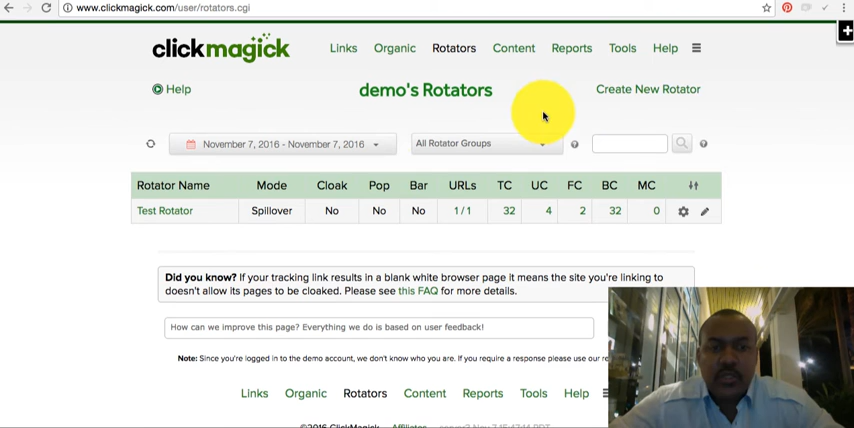 www.clickmagick.com/user/rotators.cgi
clickmagick
Links Organic Rotators Content Reports Tools Help
Help
demo's Rotators
Create New Rotator
November 7, 2016 - November 7, 2016
All Rotator Groups
Rotator Name Mode Cloak Pop Bar URLs TC UC FC BC MC
Test Rotator Spillover No No No 1 / 1 32 4 2 32 0
Did you know? If your tracking link results in a blank white browser page it means the site you're linking to
doesn't allow its pages to be cloaked. Please see this FAQ for more details.
How can we improve this page? Everything we do is based on user feedback!
Note: Since you're logged in to the demo account, we don't know who you are. If you require a response please use our
Links Organic Rotators Content Reports Tools Help
©2016 ClickMagick Affiliates